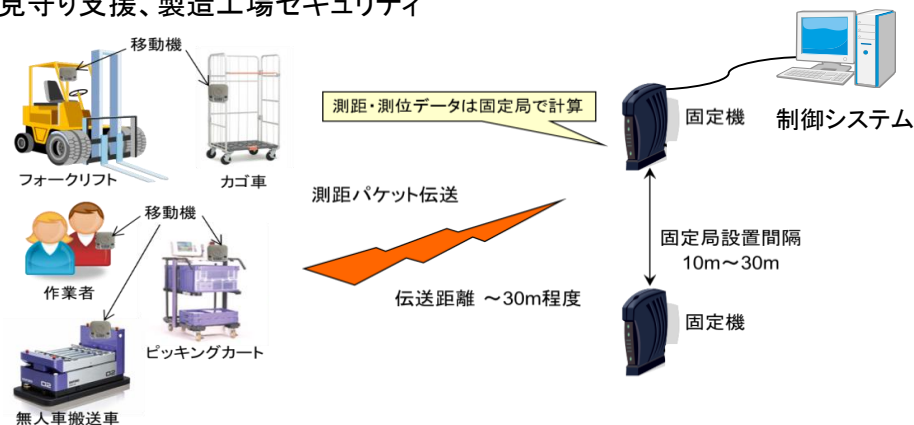 見守り支援、製造工場セキュリティ
移動機
測距・測位データは固定局で計算
固定機
制御システム
フォークリフト
カゴ車
測距パケット伝送
移動機
固定局設置間隔
10m～30m
作業者
伝送距離 ～30m程度
固定機
ピッキングカート
無人車搬送車